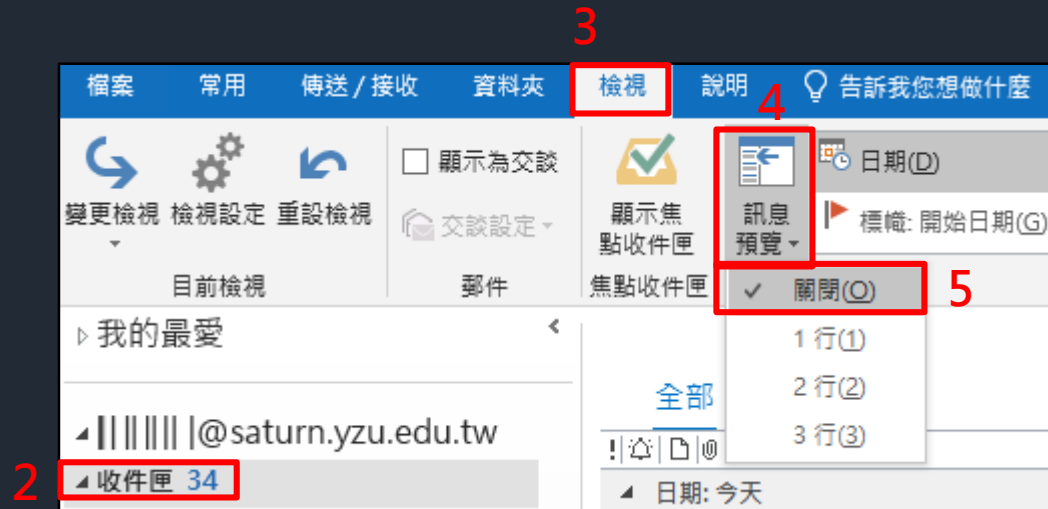 3
檔案 常用 傳送 / 接收 資料夾 檢視 說明 告訴我您想做什麼
4
變更檢視 檢視設定 重設檢視
目前檢視
顯示為交談
交談設定
郵件
顯示焦
點收件匣
焦點收件匣
訊息
預覽
日期(D)
標幟: 開始日期(G)
✓ 關閉(O)
5
1 行(1)
2 行(2)
3 行(3)
我的最愛
全部
@saturn.yzu.edu.tw
2
收件匣 34
日期: 今天